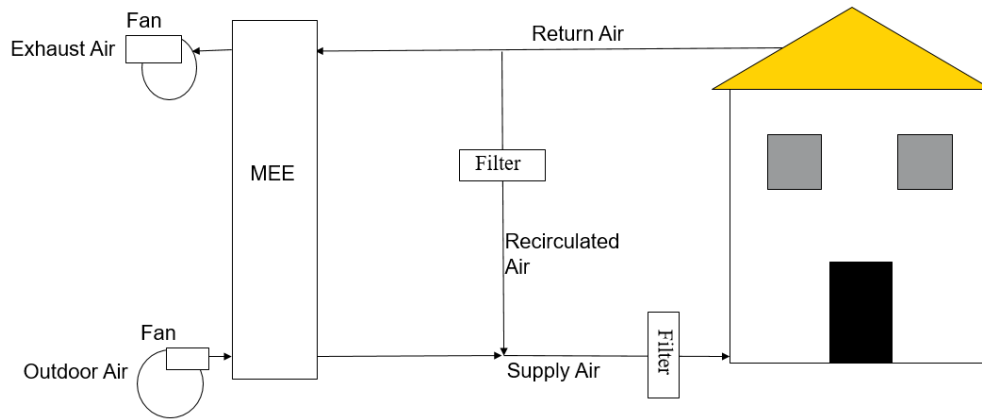 Fan
Exhaust Air
Return Air
MEE
Filter
Recirculated
Air
Fan
Outdoor Air
Supply Air
Filter